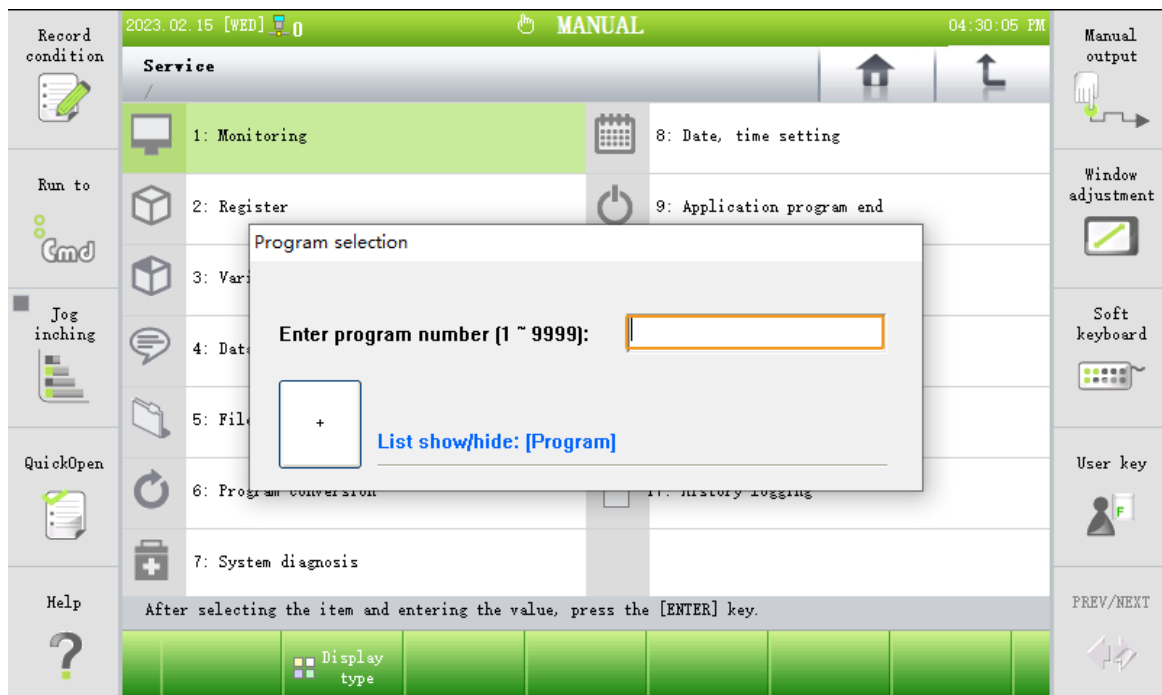 Record
condition
2023.02.15 [WED]
0
MANUAL
04:30:05 PM
Manual
output
Service
/
1: Monitoring
8: Date, time setting
Run to
Cmd
2: Register
9: Application program end
Window
adjustment
Program selection
3: Vari
Jog
inching
Enter program number (1 ~ 9999):
Soft
keyboard
4: Dat
5: File
+
List show/hide: [Program]
QuickOpen
User key
F
6: Program conversion
17: History logging
7: System diagnosis
Help
?
After selecting the item and entering the value, press the [ENTER] key.
PREV/NEXT
Display
type